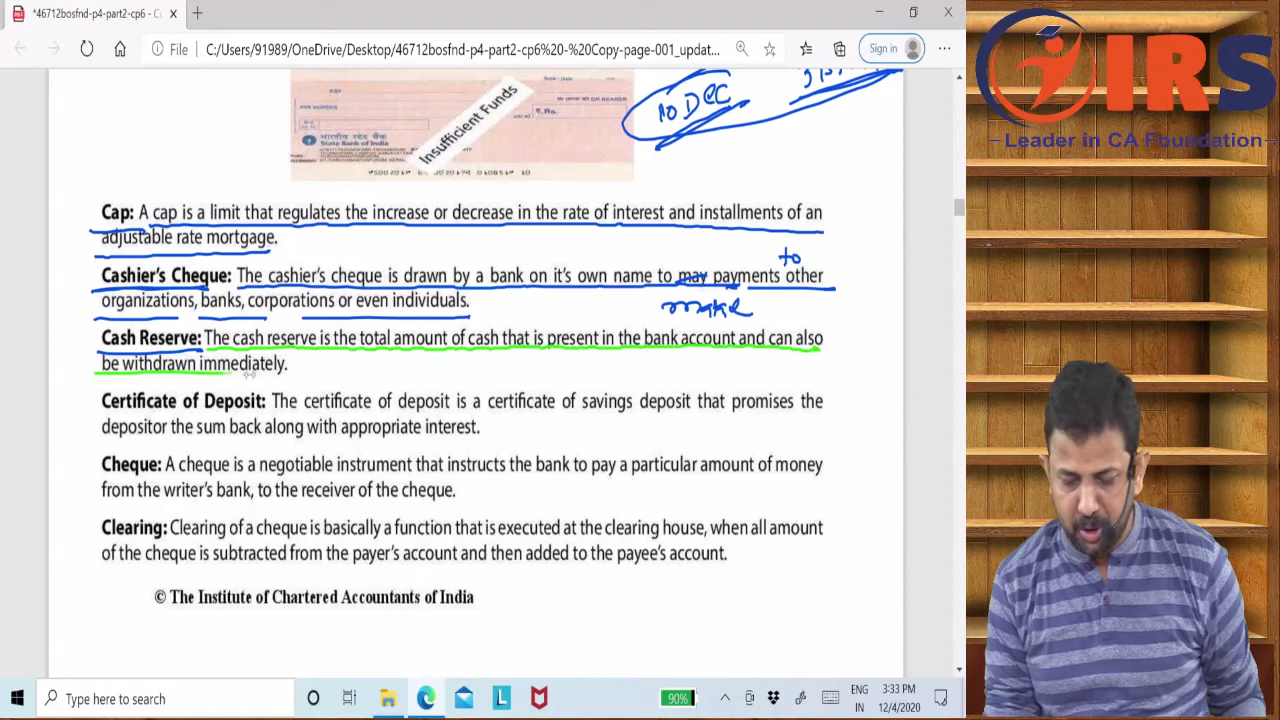 *46712bosfnd-p4-part2-cp6 - Co
Sign in
File C:/Users/91989/OneDrive/Desktop/46712bosfnd-p4-part2-cp6%20-%20Copy-page-001_updat...
IRS
Leader in CA Foundation
10 DEC
PAY
OR BEARER
भारतीय स्टेट बैंक
State Bank of India
Insufficient Funds
Cap: A cap is a limit that regulates the increase or decrease in the rate of interest and installments of an
adjustable rate mortgage.
to
Cashier's Cheque: The cashier's cheque is drawn by a bank on it's own name to may payments other
make
organizations, banks, corporations or even individuals.
Cash Reserve: The cash reserve is the total amount of cash that is present in the bank account and can also
be withdrawn immediately.
Certificate of Deposit: The certificate of deposit is a certificate of savings deposit that promises the
depositor the sum back along with appropriate interest.
Cheque: A cheque is a negotiable instrument that instructs the bank to pay a particular amount of money
from the writer's bank, to the receiver of the cheque.
Clearing: Clearing of a cheque is basically a function that is executed at the clearing house, when all amount
of the cheque is subtracted from the payer's account and then added to the payee's account.
© The Institute of Chartered Accountants of India
Type here to search
90%
ENG
IN
3:33 PM
12/4/2020